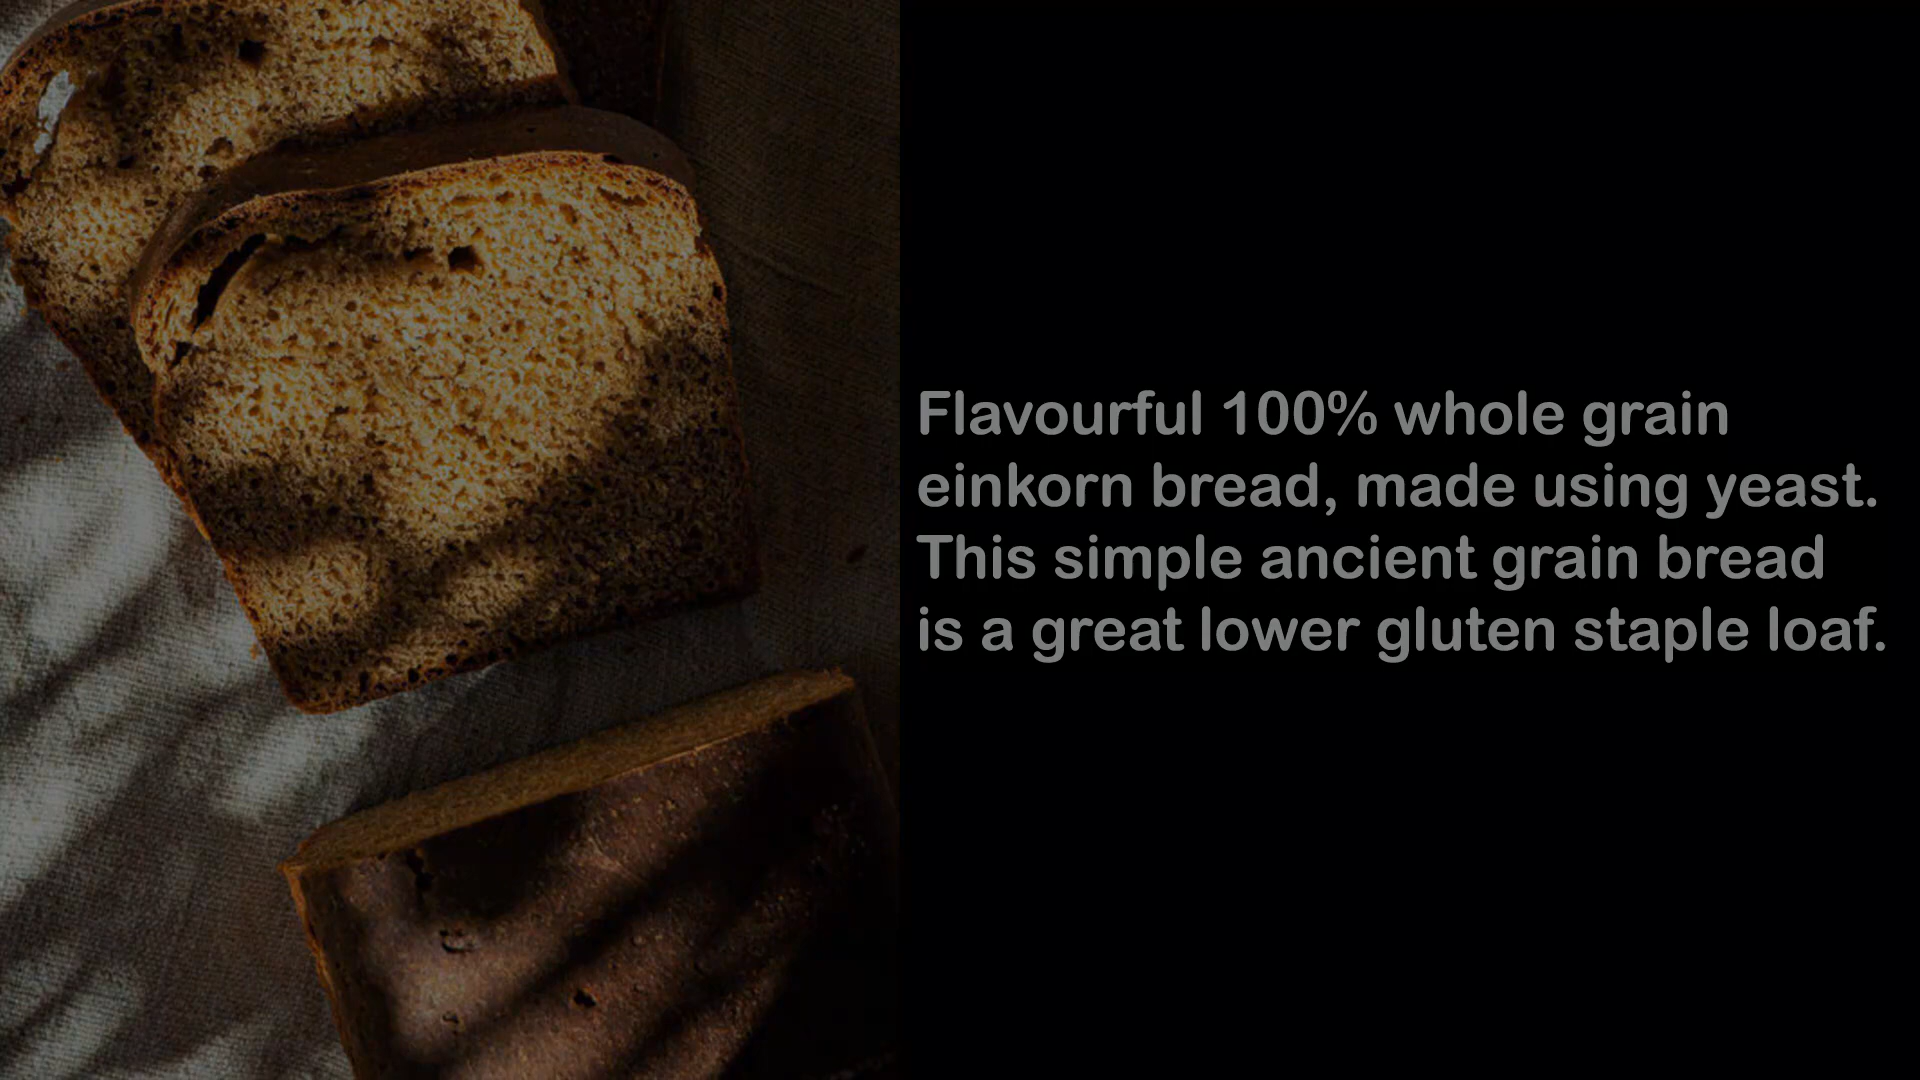 Flavourful 100% whole grain
einkorn bread, made using yeast.
This simple ancient grain bread
is a great lower gluten staple loaf.